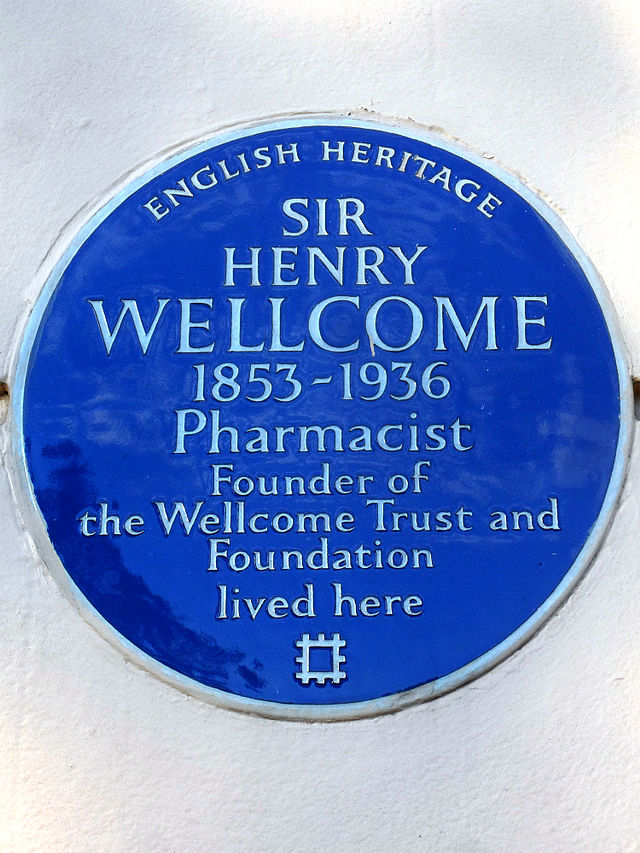 ENGLISH HERITAGE
SIR
HENRY
WELLCOME
1853-1936
Pharmacist
Founder of
the Wellcome Trust and
Foundation
lived here